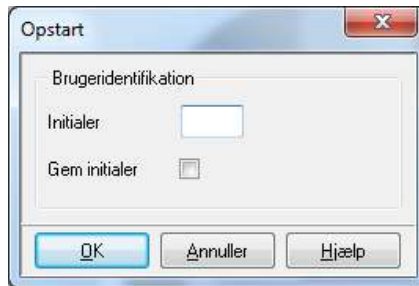 Opstart
Brugeridentifikation
Initialer
Gem initialer
OK
Annuller
Hjælp